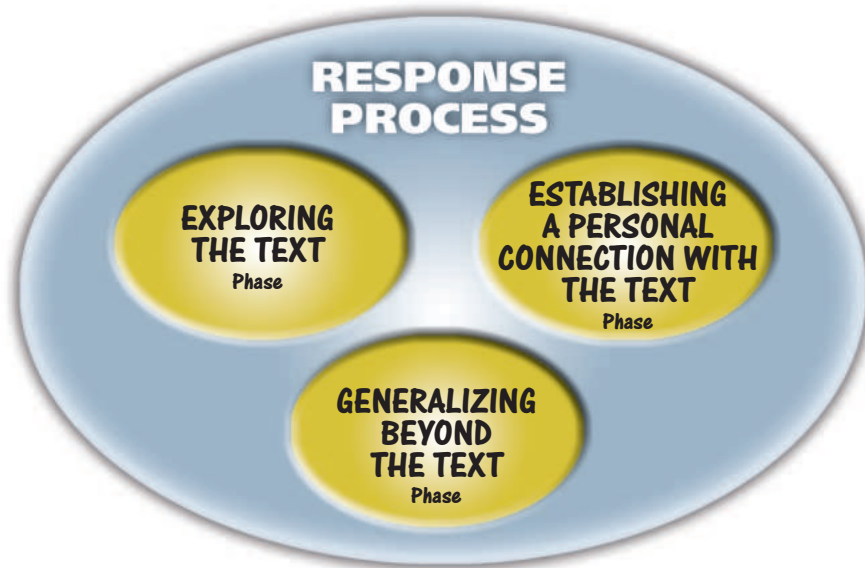 RESPONSE
PROCESS
EXPLORING
THE TEXT
Phase
ESTABLISHING
A PERSONAL
CONNECTION WITH
THE TEXT
Phase
GENERALIZING
BEYOND
THE TEXT
Phase